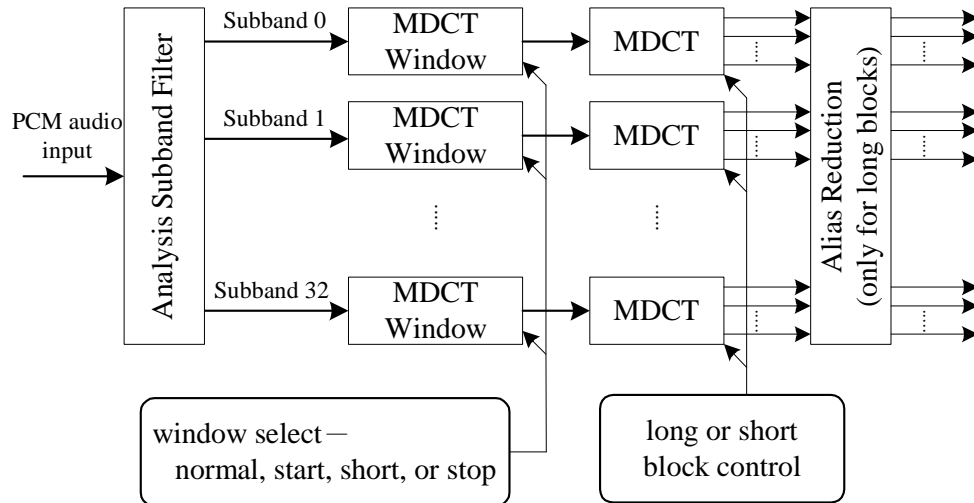 PCM audio
input
Analysis Subband Filter
Subband 0
MDCT
Window
MDCT
Subband 1
MDCT
Window
MDCT
Subband 32
MDCT
Window
MDCT
Alias Reduction
(only for long blocks)
window select—
normal, start, short, or stop
long or short
block control